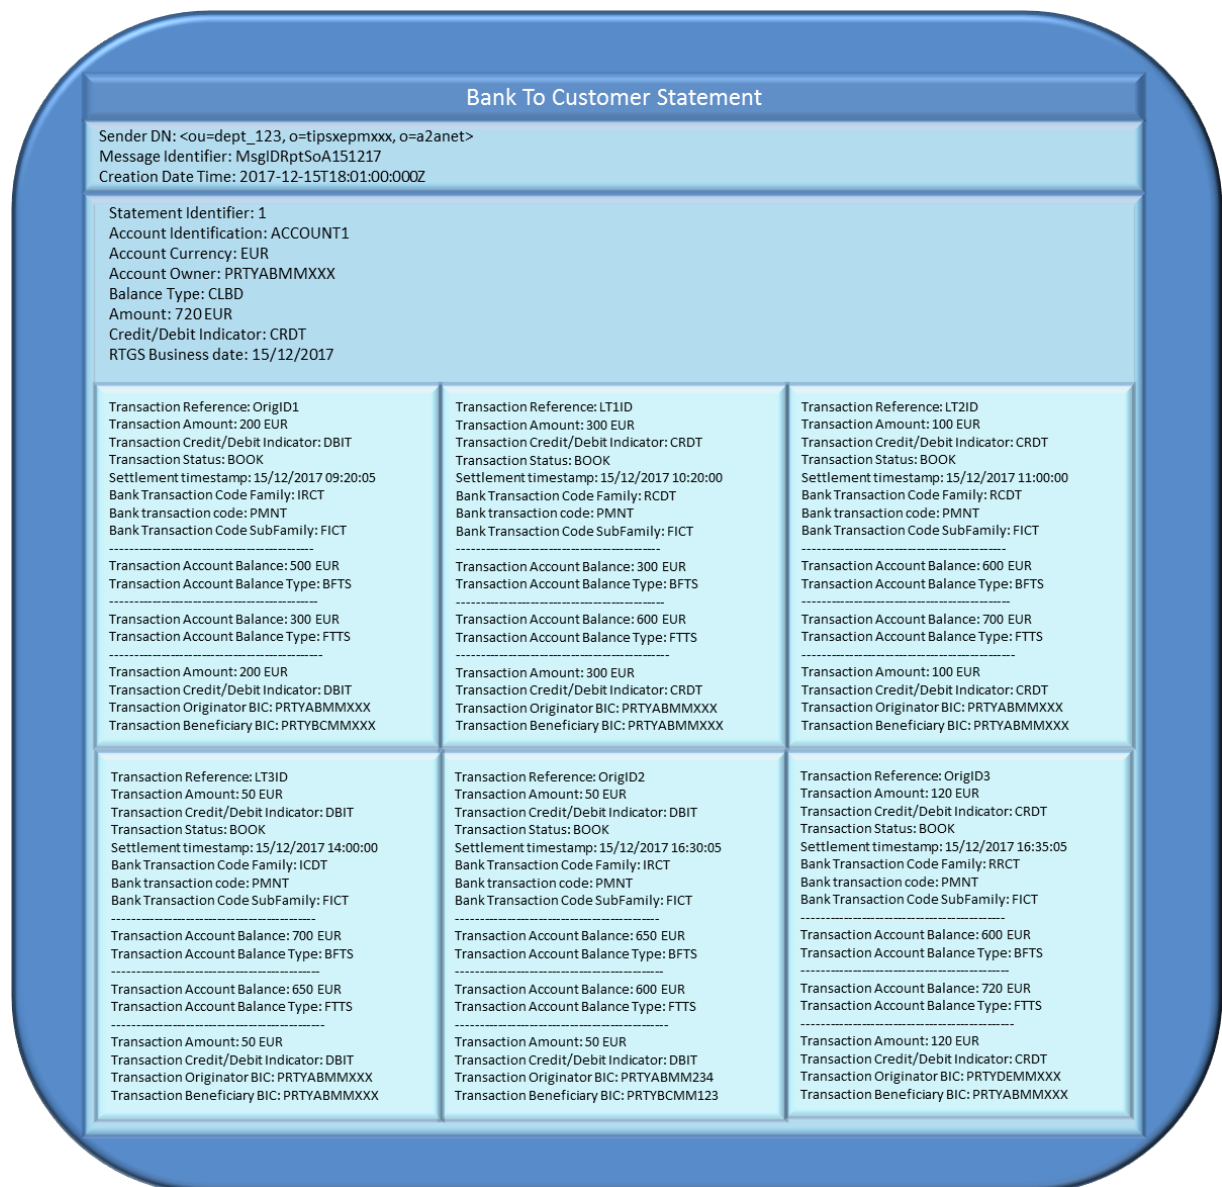 Bank To Customer Statement
Sender DN: <ou=dept_123, o=tipsxepmxxx, o=a2anet>
Message Identifier: MsgIDRptSoA151217
Creation Date Time: 2017-12-15T18:01:00:000Z
Statement Identifier: 1
Account Identification: ACCOUNT1
Account Currency: EUR
Account Owner: PRTYABMMXXX
Balance Type: CLBD
Amount: 720 EUR
Credit/Debit Indicator: CRDT
RTGS Business date: 15/12/2017
Transaction Reference: OrigID1
Transaction Amount: 200 EUR
Transaction Credit/Debit Indicator: DBIT
Transaction Status: BOOK
Settlement timestamp: 15/12/2017 09:20:05
Bank Transaction Code Family: IRCT
Bank transaction code: PMNT
Bank Transaction Code SubFamily: FICT
----------------------------------------------
Transaction Account Balance: 500 EUR
Transaction Account Balance Type: BFTS
-----------------------------------------------
Transaction Account Balance: 300 EUR
Transaction Account Balance Type: FTTS
------------------------------------------------
Transaction Amount: 200 EUR
Transaction Credit/Debit Indicator: DBIT
Transaction Originator BIC: PRTYABMMXXX
Transaction Beneficiary BIC: PRTYBCMMXXX
Transaction Reference: LT1ID
Transaction Amount: 300 EUR
Transaction Credit/Debit Indicator: CRDT
Transaction Status: BOOK
Settlement timestamp: 15/12/2017 10:20:00
Bank Transaction Code Family: RCDT
Bank transaction code: PMNT
Bank Transaction Code SubFamily: FICT
----------------------------------------------
Transaction Account Balance: 300 EUR
Transaction Account Balance Type: BFTS
-----------------------------------------------
Transaction Account Balance: 600 EUR
Transaction Account Balance Type: FTTS
------------------------------------------------
Transaction Amount: 300 EUR
Transaction Credit/Debit Indicator: CRDT
Transaction Originator BIC: PRTYABMMXXX
Transaction Beneficiary BIC: PRTYABMMXXX
Transaction Reference: LT2ID
Transaction Amount: 100 EUR
Transaction Credit/Debit Indicator: CRDT
Transaction Status: BOOK
Settlement timestamp: 15/12/2017 11:00:00
Bank Transaction Code Family: RCDT
Bank transaction code: PMNT
Bank Transaction Code SubFamily: FICT
----------------------------------------------
Transaction Account Balance: 600 EUR
Transaction Account Balance Type: BFTS
-----------------------------------------------
Transaction Account Balance: 700 EUR
Transaction Account Balance Type: FTTS
------------------------------------------------
Transaction Amount: 100 EUR
Transaction Credit/Debit Indicator: CRDT
Transaction Originator BIC: PRTYABMMXXX
Transaction Beneficiary BIC: PRTYABMMXXX
Transaction Reference: LT3ID
Transaction Amount: 50 EUR
Transaction Credit/Debit Indicator: DBIT
Transaction Status: BOOK
Settlement timestamp: 15/12/2017 14:00:00
Bank Transaction Code Family: ICDT
Bank transaction code: PMNT
Bank Transaction Code SubFamily: FICT
----------------------------------------------
Transaction Account Balance: 700 EUR
Transaction Account Balance Type: BFTS
-----------------------------------------------
Transaction Account Balance: 650 EUR
Transaction Account Balance Type: FTTS
------------------------------------------------
Transaction Amount: 50 EUR
Transaction Credit/Debit Indicator: DBIT
Transaction Originator BIC: PRTYABMMXXX
Transaction Beneficiary BIC: PRTYABMMXXX
Transaction Reference: OrigID2
Transaction Amount: 50 EUR
Transaction Credit/Debit Indicator: DBIT
Transaction Status: BOOK
Settlement timestamp: 15/12/2017 16:30:05
Bank Transaction Code Family: IRCT
Bank transaction code: PMNT
Bank Transaction Code SubFamily: FICT
----------------------------------------------
Transaction Account Balance: 650 EUR
Transaction Account Balance Type: BFTS
-----------------------------------------------
Transaction Account Balance: 600 EUR
Transaction Account Balance Type: FTTS
------------------------------------------------
Transaction Amount: 50 EUR
Transaction Credit/Debit Indicator: DBIT
Transaction Originator BIC: PRTYABMM234
Transaction Beneficiary BIC: PRTYBCMM123
Transaction Reference: OrigID3
Transaction Amount: 120 EUR
Transaction Credit/Debit Indicator: CRDT
Transaction Status: BOOK
Settlement timestamp: 15/12/2017 16:35:05
Bank Transaction Code Family: RRCT
Bank transaction code: PMNT
Bank Transaction Code SubFamily: FICT
----------------------------------------------
Transaction Account Balance: 600 EUR
Transaction Account Balance Type: BFTS
-----------------------------------------------
Transaction Account Balance: 720 EUR
Transaction Account Balance Type: FTTS
------------------------------------------------
Transaction Amount: 120 EUR
Transaction Credit/Debit Indicator: CRDT
Transaction Originator BIC: PRTYDEMMXXX
Transaction Beneficiary BIC: PRTYABMMXXX